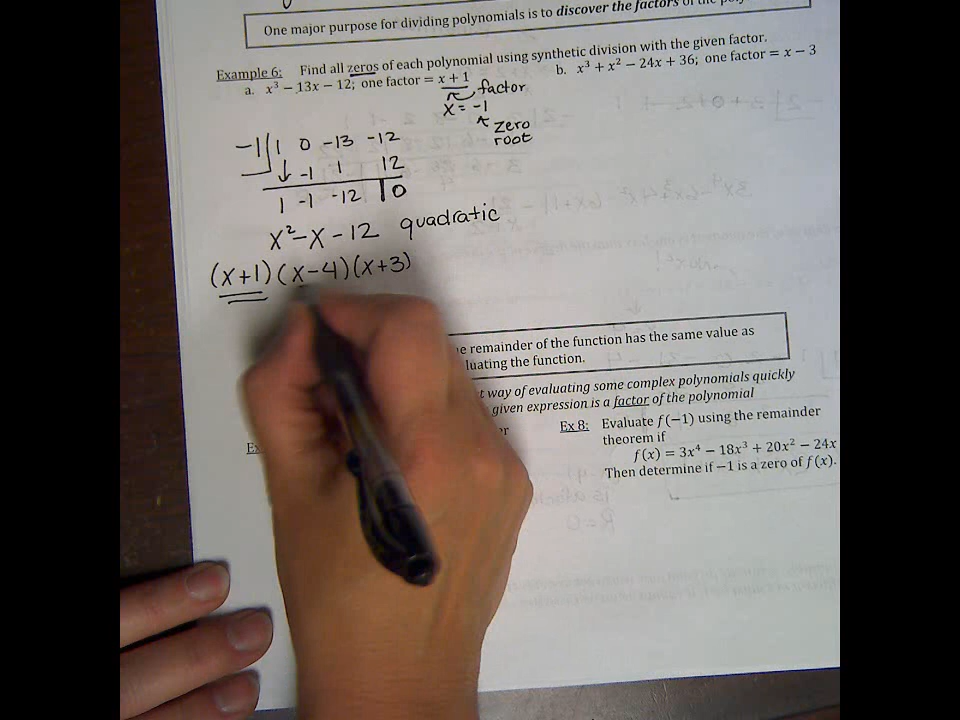 One major purpose for dividing polynomials is to discover the factors of the
Example 6: Find all zeros of each polynomial using synthetic division with the given factor.
a. x³ − 13x − 12; one factor = x + 1
b. x³ + x² − 24x + 36; one factor = x − 3
factor
x = -1
zero
root
-1 | 1 0 -13 -12
↓ -1 1 12
1 -1 -12 | 0
x² - x - 12 quadratic
(x+1)(x-4)(x+3)
remainder of the function has the same value as
the function.
way of evaluating some complex polynomials quickly
given expression is a factor of the polynomial
Ex 8: Evaluate f(−1) using the remainder
theorem if
f(x) = 3x⁴ − 18x³ + 20x² − 24x
Then determine if −1 is a zero of f(x).